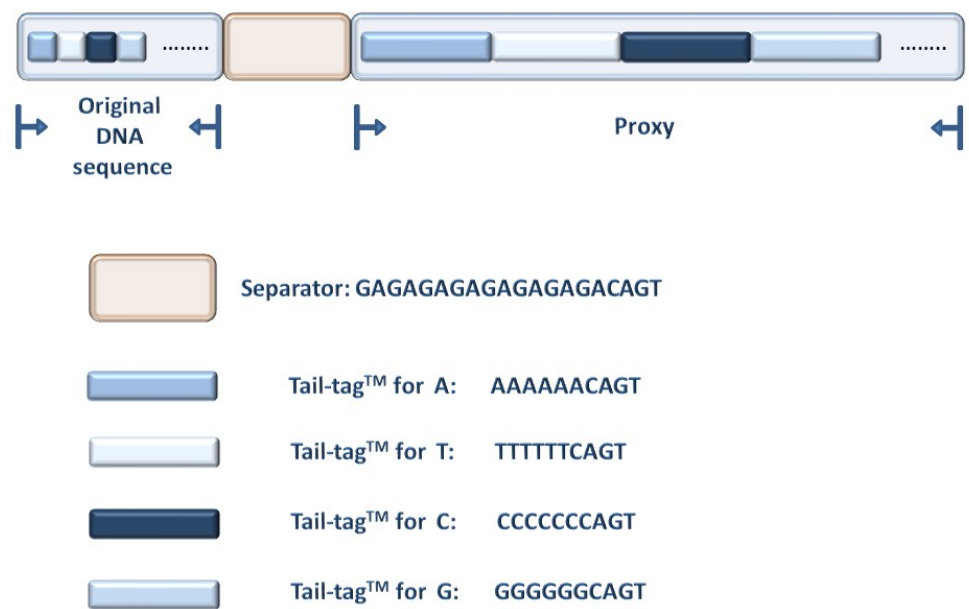 ........ ........
Original
DNA
sequence
Proxy
Separator: GAGAGAGAGAGAGAGACAGT
Tail-tag™ for A: AAAAAACAGT
Tail-tag™ for T: TTTTTTCAGT
Tail-tag™ for C: CCCCCCCAGT
Tail-tag™ for G: GGGGGGCAGT